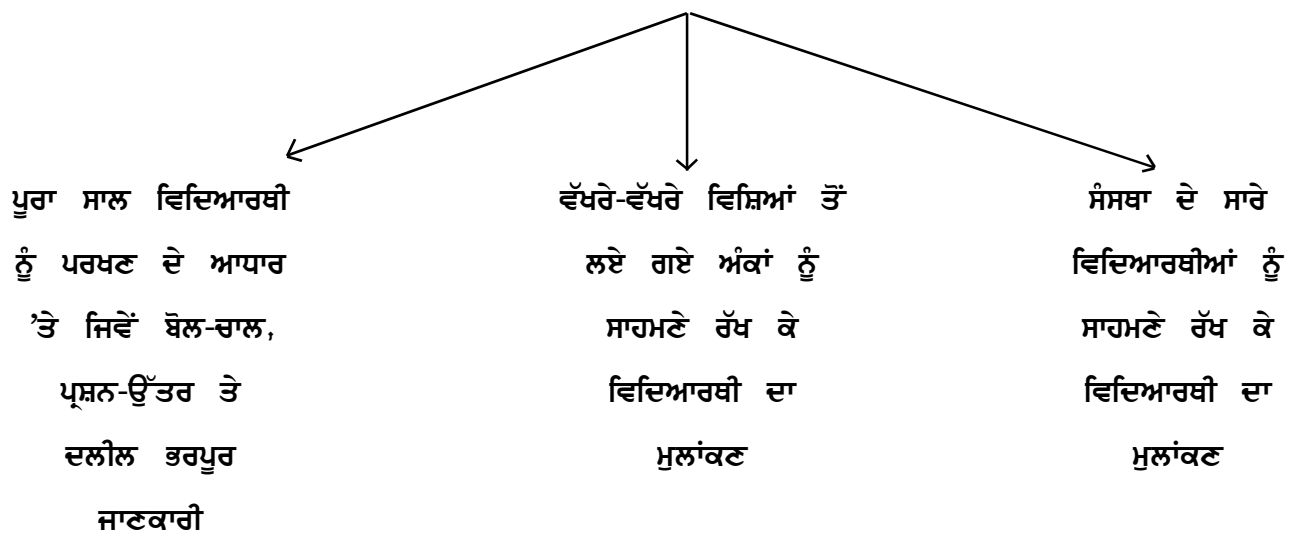 ਪੂਰਾ ਸਾਲ ਵਿਦਿਆਰਥੀ
ਨੂੰ ਪਰਖਣ ਦੇ ਆਧਾਰ
’ਤੇ ਜਿਵੇਂ ਬੋਲ-ਚਾਲ,
ਪ੍ਰਸ਼ਨ-ਉੱਤਰ ਤੇ
ਦਲੀਲ ਭਰਪੂਰ
ਜਾਣਕਾਰੀ
ਵੱਖਰੇ-ਵੱਖਰੇ ਵਿਸ਼ਿਆਂ ਤੋਂ
ਲਏ ਗਏ ਅੰਕਾਂ ਨੂੰ
ਸਾਹਮਣੇ ਰੱਖ ਕੇ
ਵਿਦਿਆਰਥੀ ਦਾ
ਮੁਲਾਂਕਣ
ਸੰਸਥਾ ਦੇ ਸਾਰੇ
ਵਿਦਿਆਰਥੀਆਂ ਨੂੰ
ਸਾਹਮਣੇ ਰੱਖ ਕੇ
ਵਿਦਿਆਰਥੀ ਦਾ
ਮੁਲਾਂਕਣ